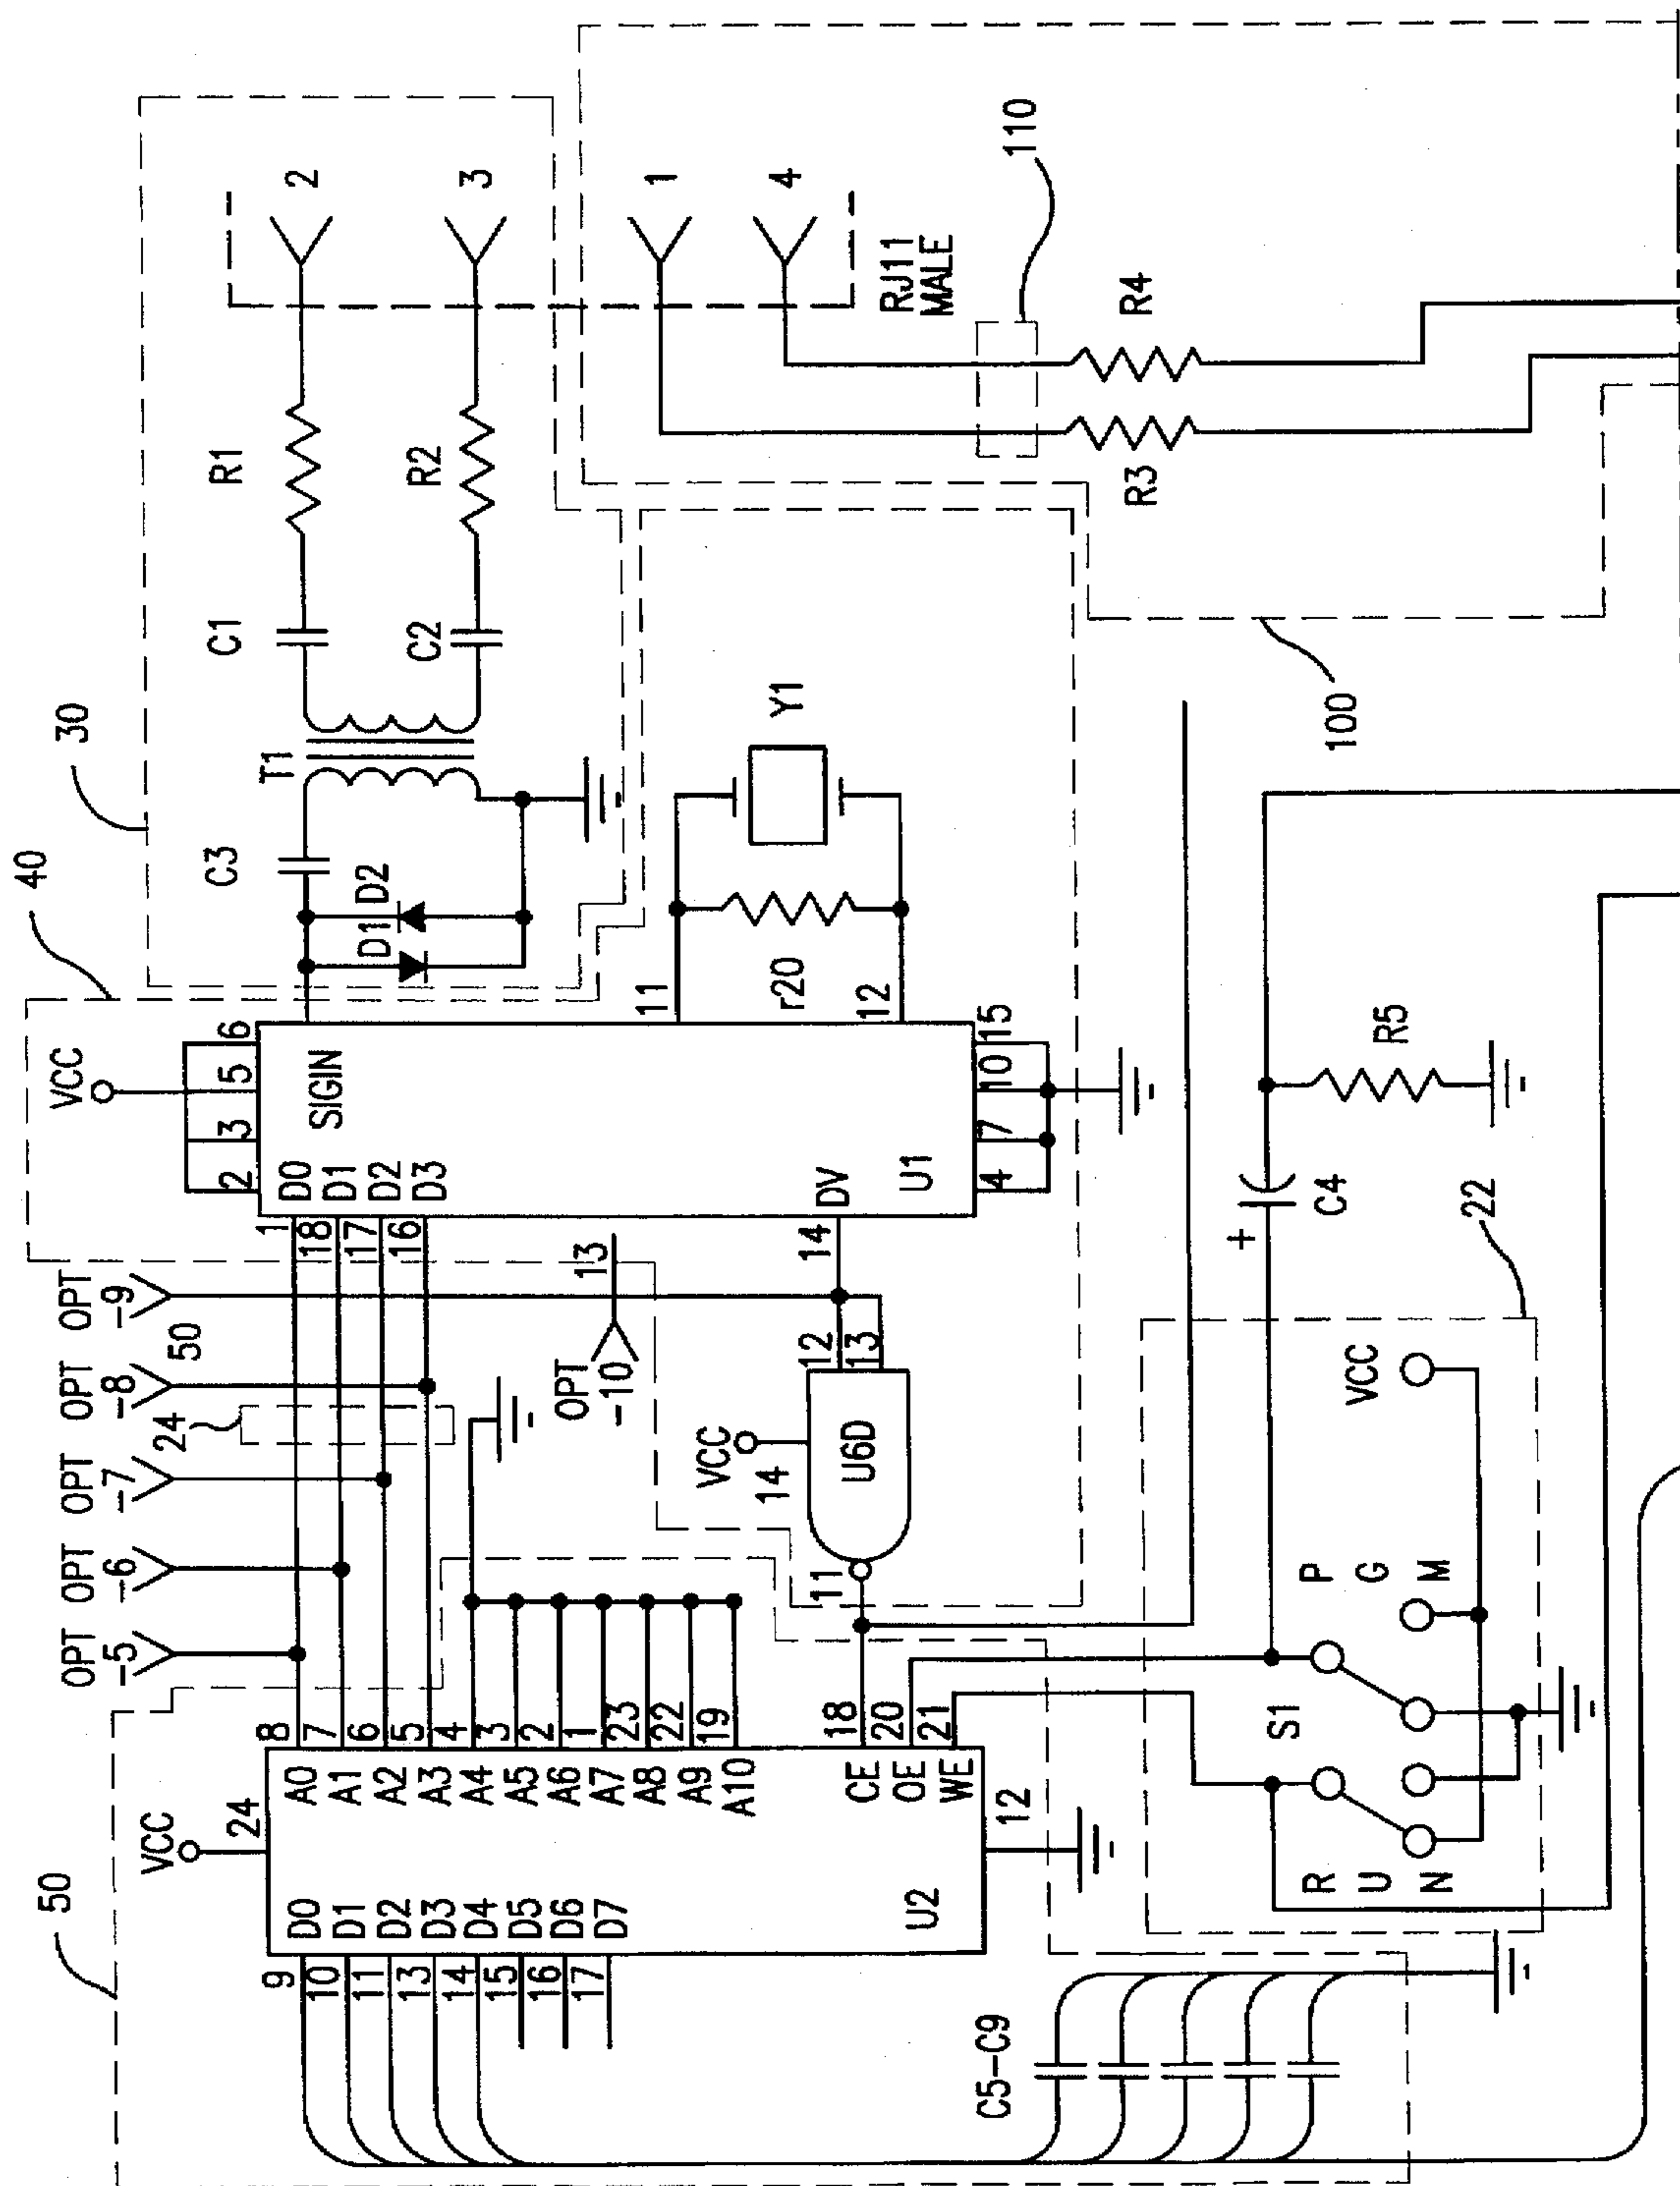 30
40
T1
C1
R1
2
C3
C2
R2
3
D1
D2
1
4
RJ11
MALE
110
R3
R4
100
VCC
2
3
5
6
SIGIN
D0
D1
D2
D3
DV
U1
1
18
17
16
14
11
12
r20
Y1
4
7
10
15
OPT
-5
OPT
-6
OPT
-7
OPT
-8
OPT
-9
50
24
OPT
-10
13
VCC
14
U6D
12
13
11
50
VCC
24
A0
A1
A2
A3
A4
A5
A6
A7
A8
A9
A10
CE
OE
WE
8
7
6
5
4
3
2
1
23
22
19
18
20
21
D0
D1
D2
D3
D4
D5
D6
D7
U2
12
9
10
11
13
14
15
16
17
C5-C9
RUN
S1
PGM
VCC
22
+
C4
R5